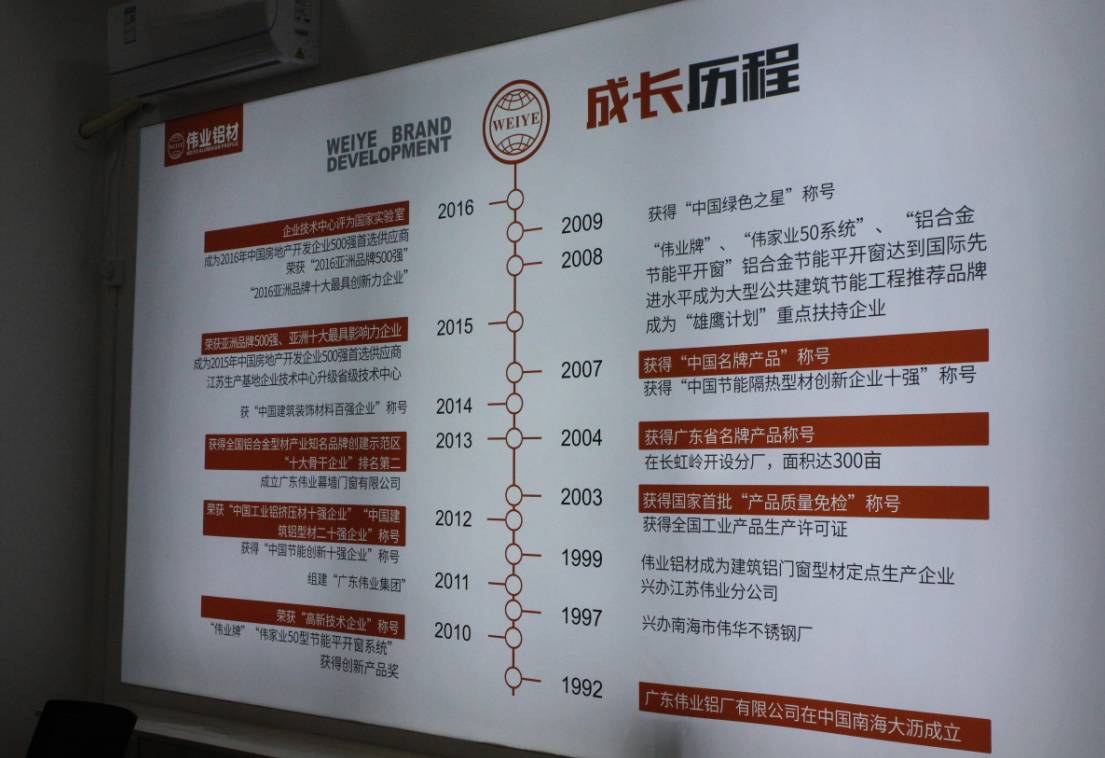 伟业铝材
WEIYE
WEIYE BRAND
DEVELOPMENT
WEIYE
成长历程
2016
企业技术中心评为国家实验室
成为2016年中国房地产开发企业500强首选供应商
荣获“2016亚洲品牌500强”
“2016亚洲品牌十大最具创新力企业”
2015
荣获亚洲品牌500强、亚洲十大最具影响力企业
成为2015年中国房地产开发企业500强首选供应商
江苏生产基地企业技术中心升级省级技术中心
2014
获“中国建筑装饰材料百强企业”称号
2013
获得全国铝合金型材产业知名品牌创建示范区
“十大骨干企业”排名第二
成立广东伟业幕墙门窗有限公司
2012
荣获“中国工业铝挤压材十强企业”“中国建
筑铝型材二十强企业”称号
获得“中国节能创新十强企业”称号
2011
组建“广东伟业集团”
2010
荣获“高新技术企业”称号
“伟业牌”“伟家业50型节能平开窗系统”
获得创新产品奖
2009
获得“中国绿色之星”称号
2008
“伟业牌”、“伟家业50系统”、“铝合金
节能平开窗”铝合金节能平开窗达到国际先
进水平成为大型公共建筑节能工程推荐品牌
成为“雄鹰计划”重点扶持企业
2007
获得“中国名牌产品”称号
获得“中国节能隔热型材创新企业十强”称号
2004
获得广东省名牌产品称号
在长虹岭开设分厂，面积达300亩
2003
获得国家首批“产品质量免检”称号
获得全国工业产品生产许可证
1999
伟业铝材成为建筑铝门窗型材定点生产企业
兴办江苏伟业分公司
1997
兴办南海市伟华不锈钢厂
1992
广东伟业铝厂有限公司在中国南海大沥成立